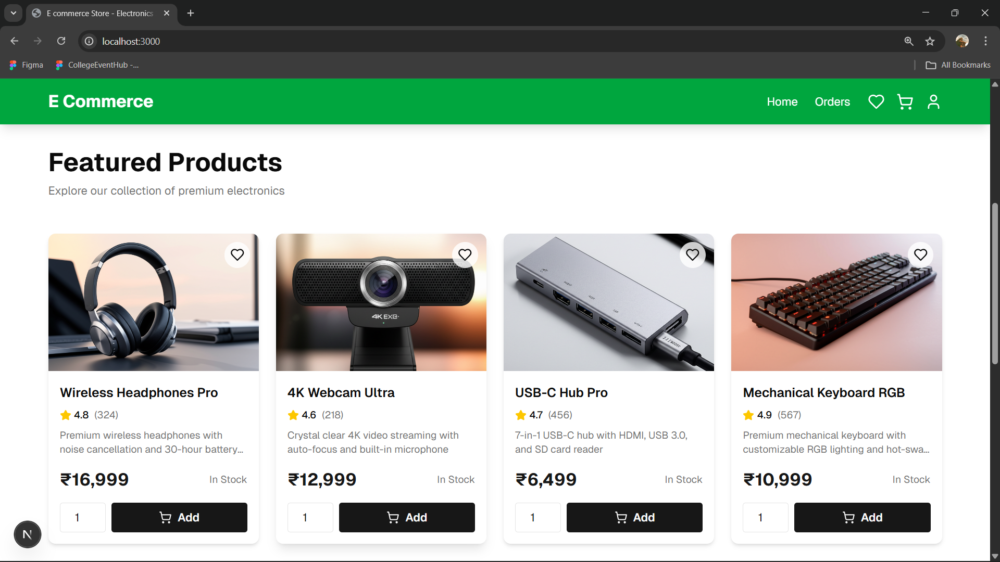 E commerce Store - Electronics
localhost:3000
Figma
CollegeEventHub -...
All Bookmarks
E Commerce
Home
Orders
Featured Products
Explore our collection of premium electronics
4K EXG
Wireless Headphones Pro
4.8 (324)
Premium wireless headphones with
noise cancellation and 30-hour battery...
₹16,999
In Stock
1
Add
4K Webcam Ultra
4.6 (218)
Crystal clear 4K video streaming with
auto-focus and built-in microphone
₹12,999
In Stock
1
Add
USB-C Hub Pro
4.7 (456)
7-in-1 USB-C hub with HDMI, USB 3.0,
and SD card reader
₹6,499
In Stock
1
Add
Mechanical Keyboard RGB
4.9 (567)
Premium mechanical keyboard with
customizable RGB lighting and hot-swa...
₹10,999
In Stock
1
Add
N